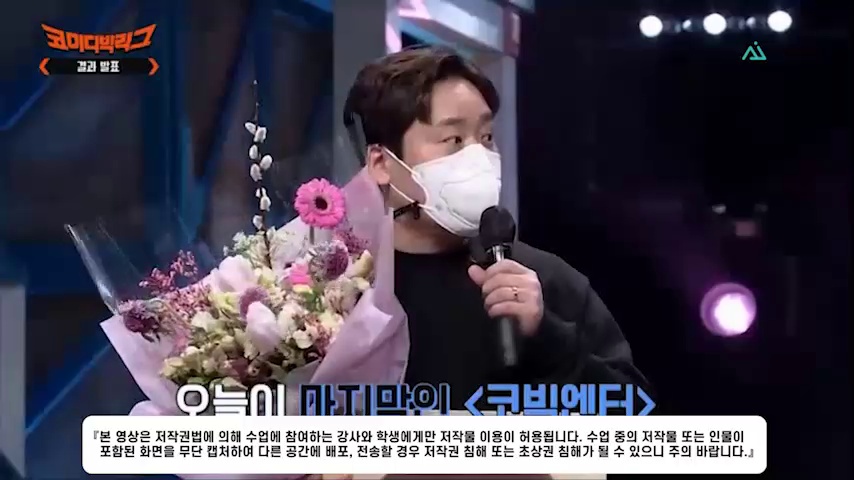 코미디빅리그
결과 발표
오늘이 마지막인 <코빅엔터>
『본 영상은 저작권법에 의해 수업에 참여하는 강사와 학생에게만 저작물 이용이 허용됩니다. 수업 중의 저작물 또는 인물이
포함된 화면을 무단 캡처하여 다른 공간에 배포, 전송할 경우 저작권 침해 또는 초상권 침해가 될 수 있으니 주의 바랍니다.』